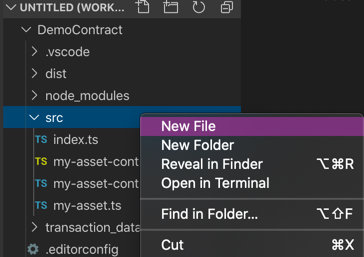 UNTITLED (WORK...
DemoContract
.vscode
dist
node_modules
src
TS index.ts
TS my-asset-cont
TS my-asset-cont
TS my-asset.ts
transaction_data
.editorconfig
New File
New Folder
Reveal in Finder ⌥⌘R
Open in Terminal
Find in Folder... ⌥⇧F
Cut ⌘X